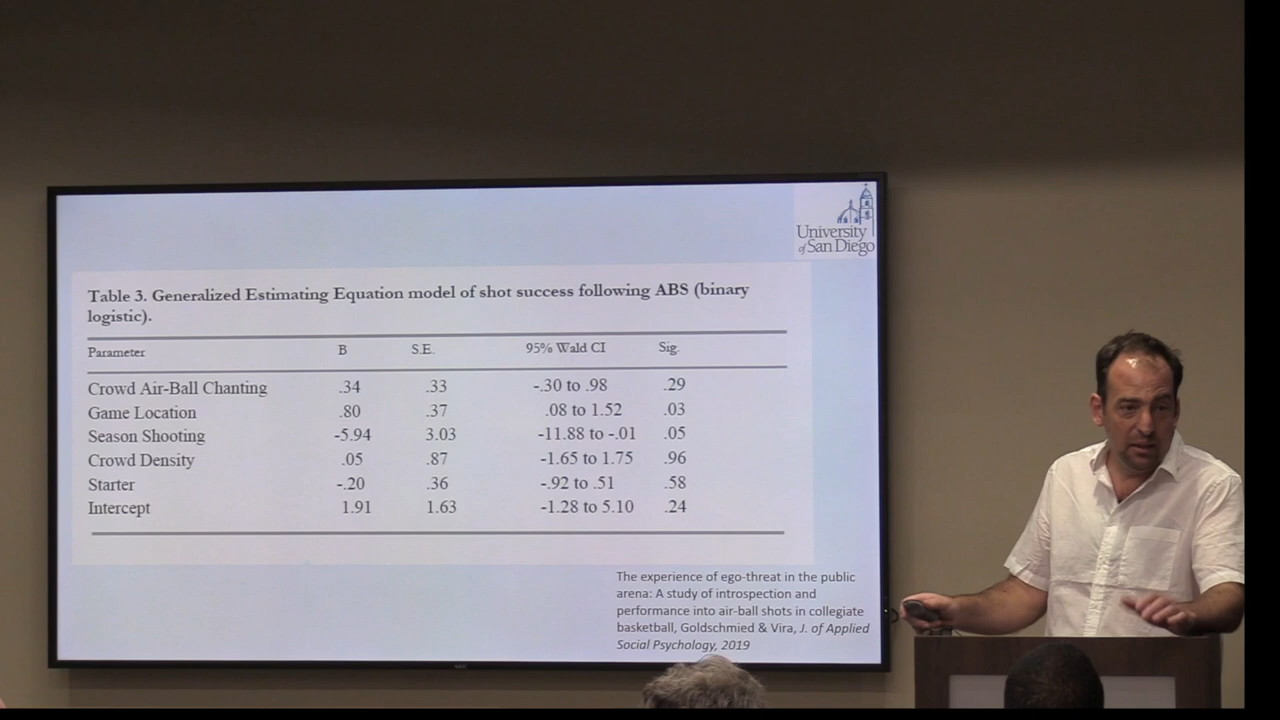 University
of San Diego
Table 3. Generalized Estimating Equation model of shot success following ABS (binary
logistic).
Parameter B S.E. 95% Wald CI Sig.
Crowd Air-Ball Chanting .34 .33 -.30 to .98 .29
Game Location .80 .37 .08 to 1.52 .03
Season Shooting -5.94 3.03 -11.88 to -.01 .05
Crowd Density .05 .87 -1.65 to 1.75 .96
Starter -.20 .36 -.92 to .51 .58
Intercept 1.91 1.63 -1.28 to 5.10 .24
The experience of ego-threat in the public
arena: A study of introspection and
performance into air-ball shots in collegiate
basketball, Goldschmied & Vira, J. of Applied
Social Psychology, 2019